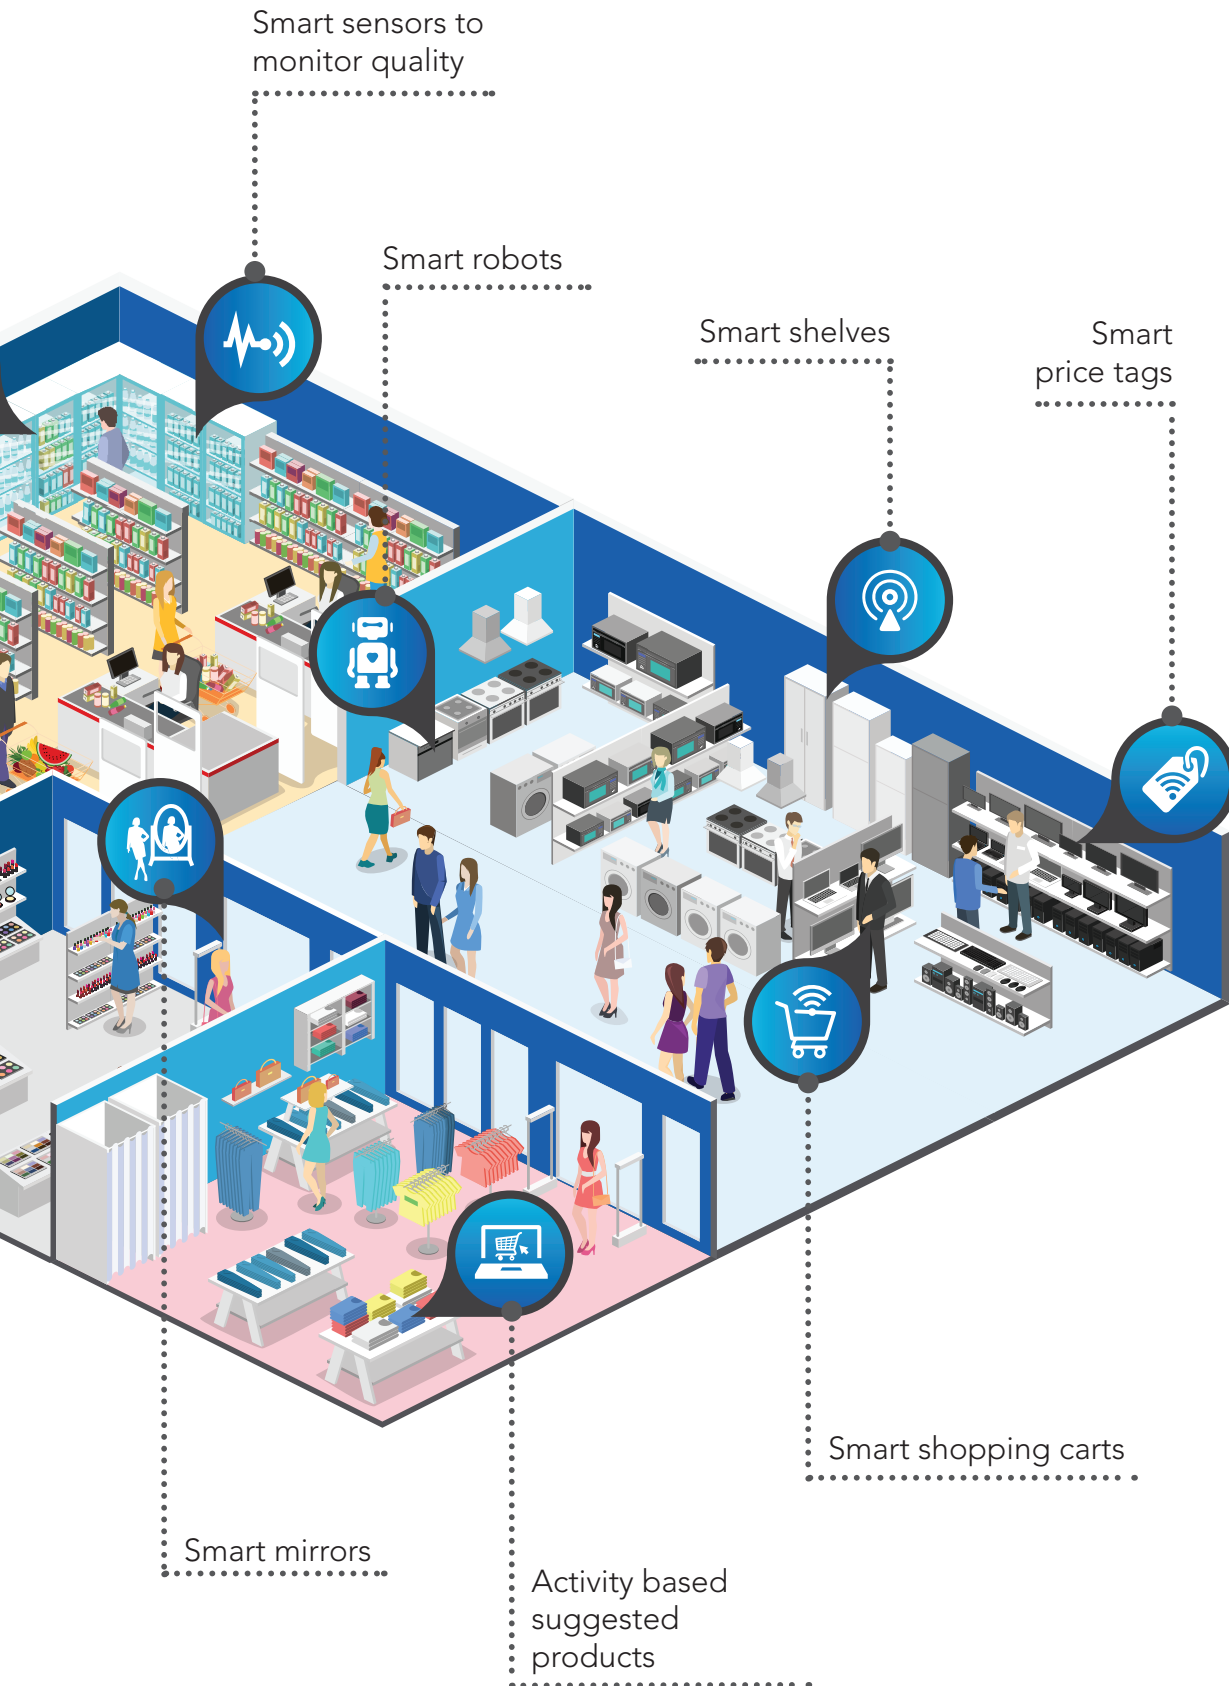 Smart sensors to
monitor quality
Smart robots
Smart shelves
Smart
price tags
Smart shopping carts
Smart mirrors
Activity based
suggested
products